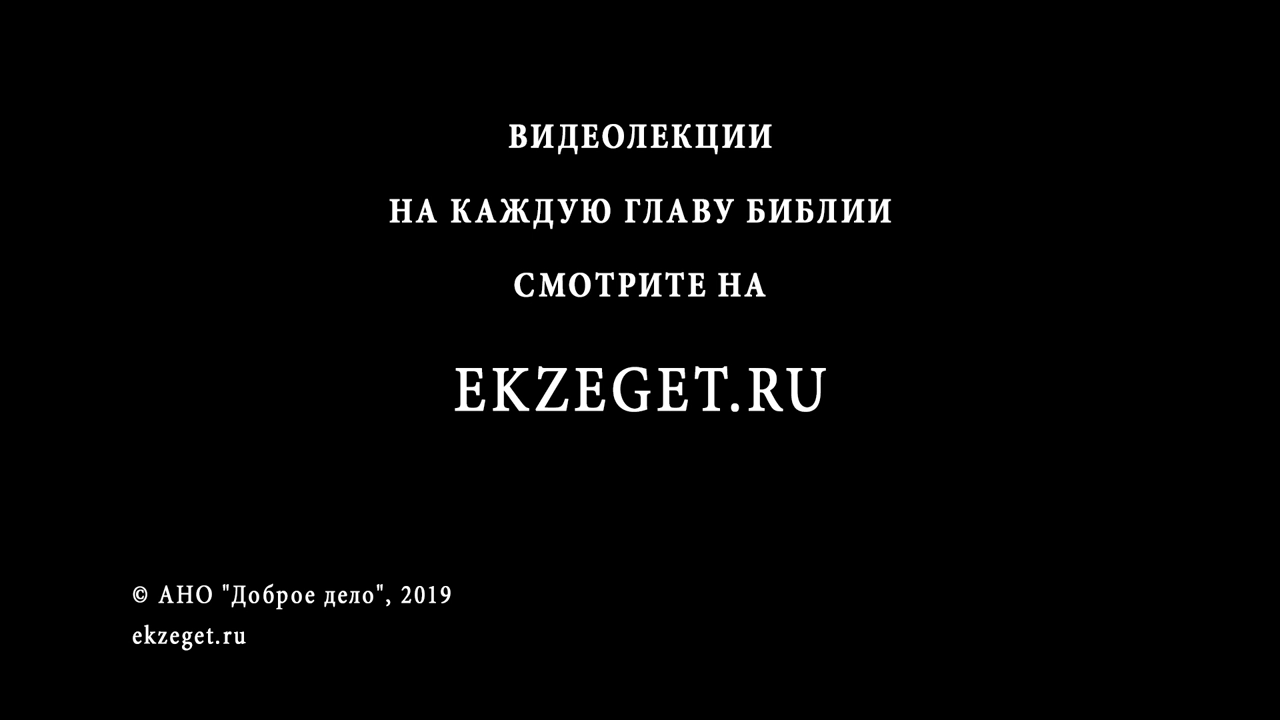 ВИДЕОЛЕКЦИИ
НА КАЖДУЮ ГЛАВУ БИБЛИИ
СМОТРИТЕ НА
EKZEGET.RU
© АНО "Доброе дело", 2019
ekzeget.ru